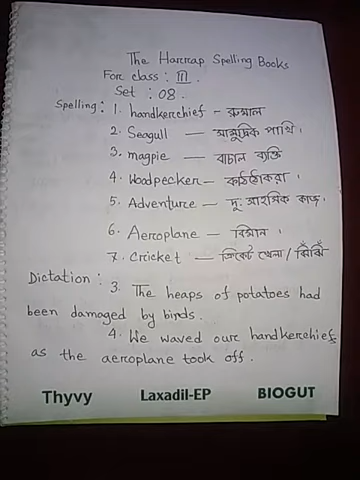 The Harrap Spelling Books
For class : III.
Set : 08.
Spelling: 1. handkerchief - রুমাল
2. Seagull — সামুদ্রিক পাখি।
3. magpie — বাচাল ব্যক্তি
4. Woodpecker — কাঠঠোকরা।
5. Adventure — দুঃসাহসিক কাজ।
6. Aeroplane — বিমান।
7. Cricket — ক্রিকেট খেলা/ঝিঁঝিঁ
Dictation:
3. The heaps of potatoes had
been damaged by birds.
4. We waved our handkerchiefs
as the aeroplane took off.
Thyvy Laxadil-EP BIOGUT